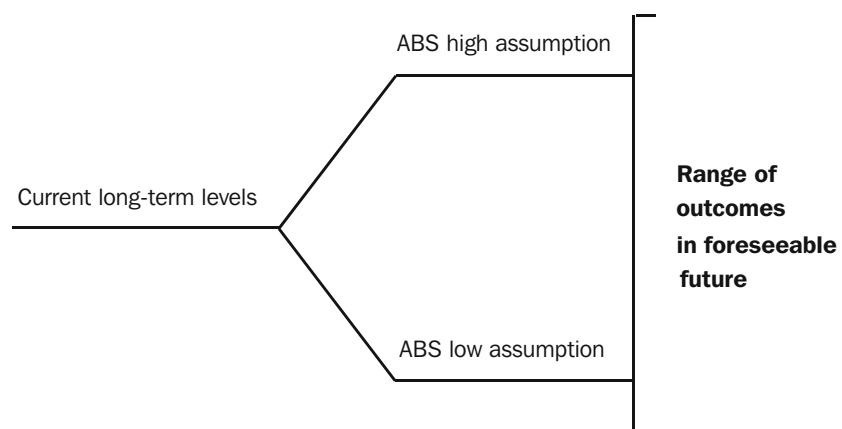 ABS high assumption
Current long-term levels
Range of
outcomes
in foreseeable
future
ABS low assumption